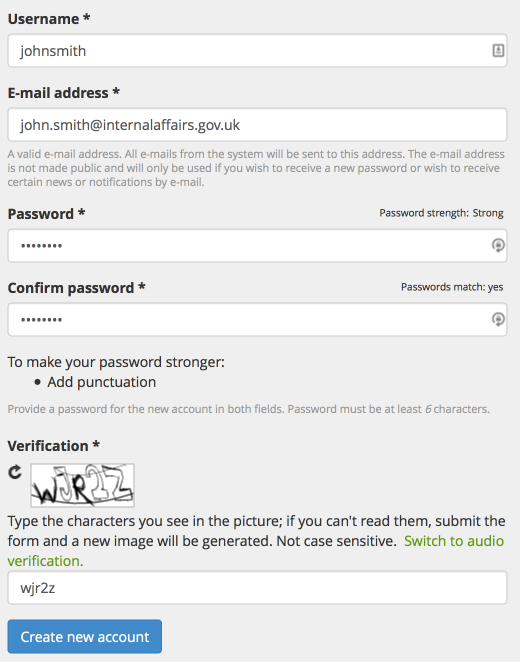 Username *
johnsmith
E-mail address *
john.smith@internalaffairs.gov.uk
A valid e-mail address. All e-mails from the system will be sent to this address. The e-mail address
is not made public and will only be used if you wish to receive a new password or wish to receive
certain news or notifications by e-mail.
Password *
Password strength: Strong
••••••••
Confirm password *
Passwords match: yes
••••••••
To make your password stronger:
• Add punctuation
Provide a password for the new account in both fields. Password must be at least 6 characters.
Verification *
WJR2Z
Type the characters you see in the picture; if you can't read them, submit the
form and a new image will be generated. Not case sensitive. Switch to audio
verification.
wjr2z
Create new account